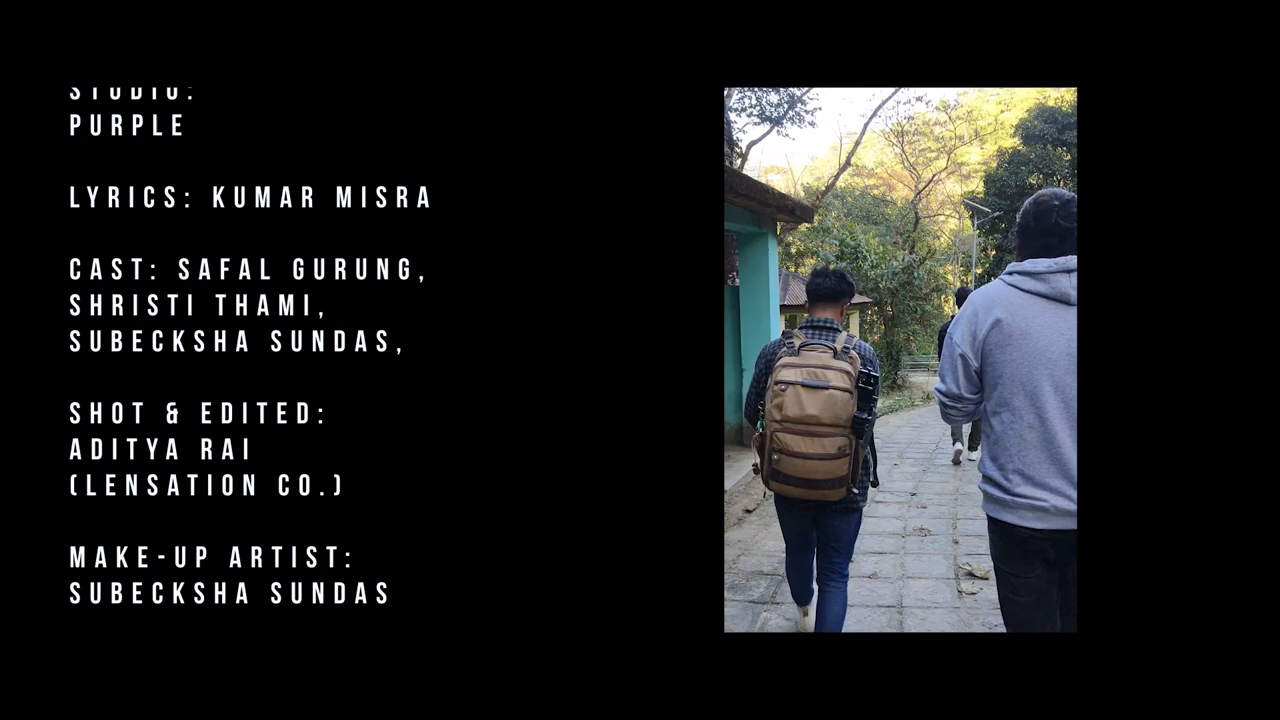 STUDIO:
PURPLE
LYRICS: KUMAR MISRA
CAST: SAFAL GURUNG,
SHRISTI THAMI,
SUBECKSHA SUNDAS,
SHOT & EDITED:
ADITYA RAI
(LENSATION CO.)
MAKE-UP ARTIST:
SUBECKSHA SUNDAS